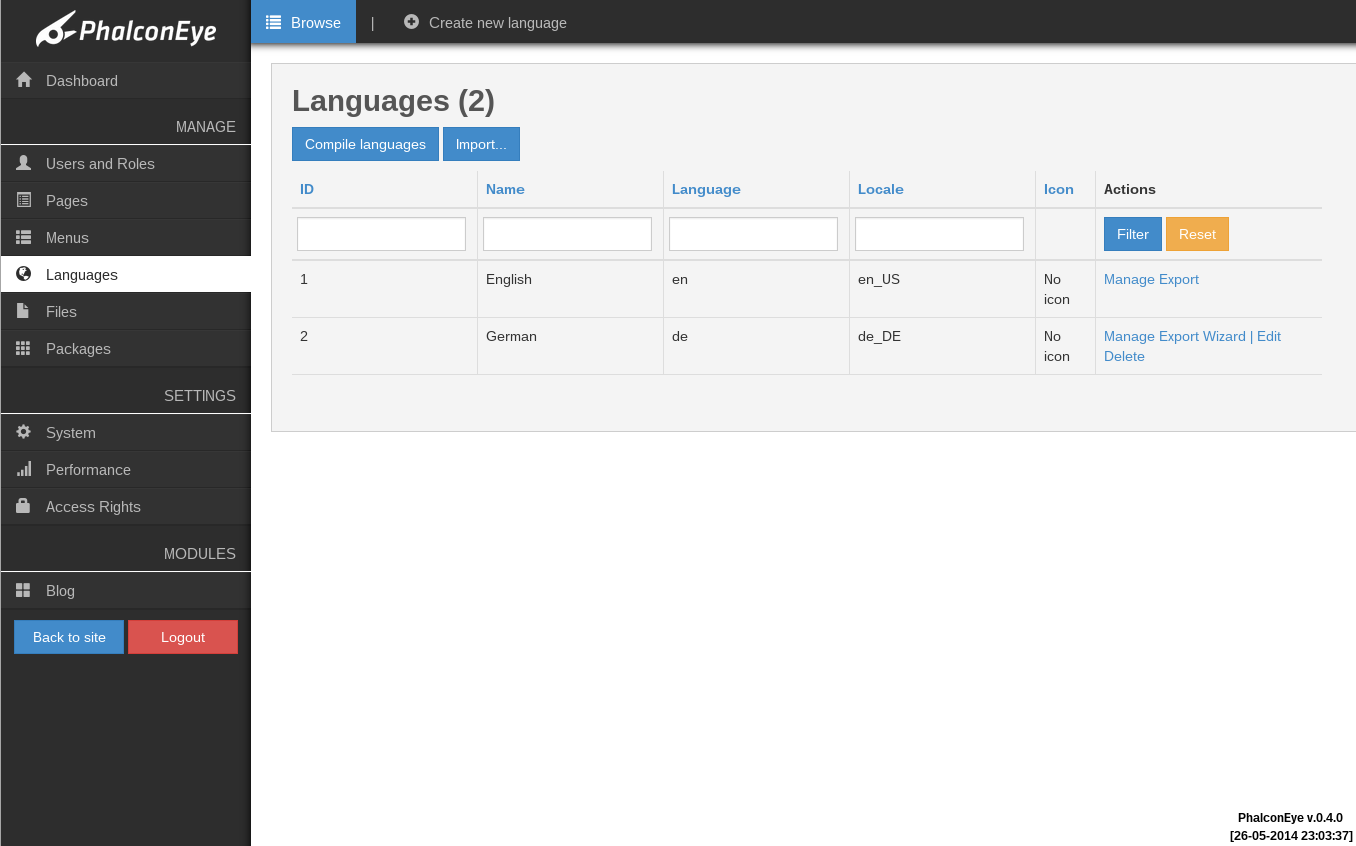 PhalconEye
Browse | Create new language
Dashboard
MANAGE
Users and Roles
Pages
Menus
Languages
Files
Packages
SETTINGS
System
Performance
Access Rights
MODULES
Blog
Back to site Logout
Languages (2)
Compile languages Import...
ID Name Language Locale Icon Actions
Filter Reset
1 English en en_US No icon Manage Export
2 German de de_DE No icon Manage Export Wizard | Edit
Delete
PhalconEye v.0.4.0
[26-05-2014 23:03:37]